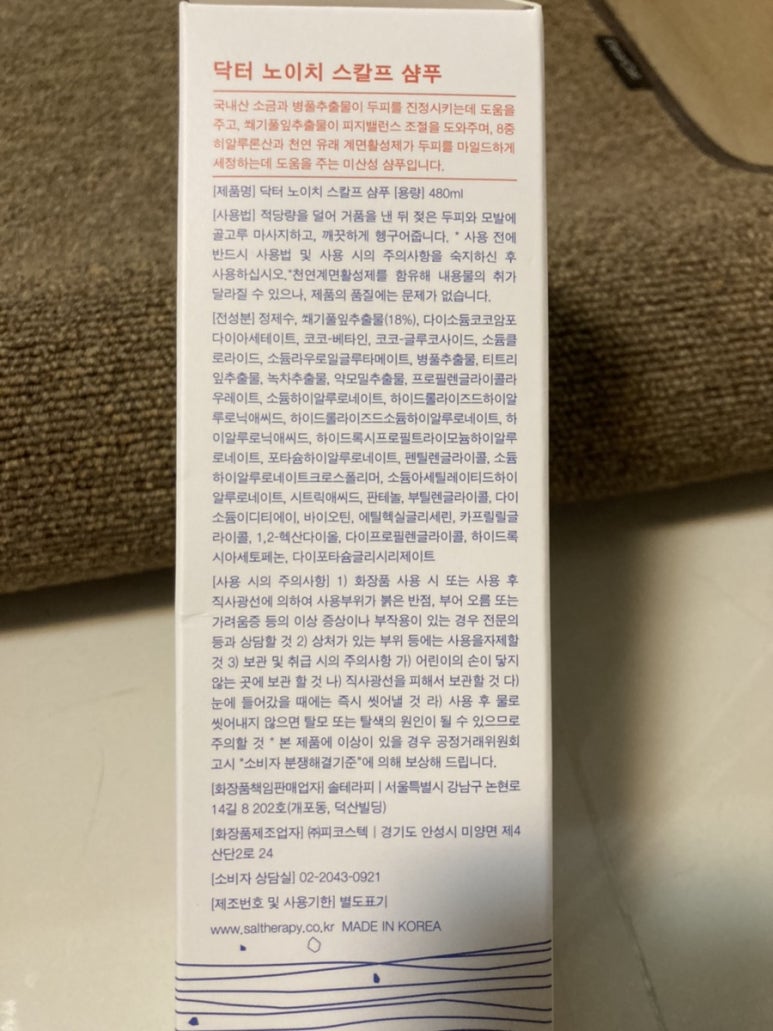 닥터 노이치 스칼프 샴푸
국내산 소금과 병풀추출물이 두피를 진정시키는데 도움을
주고, 쐐기풀잎추출물이 피지밸런스 조절을 도와주며, 8중
히알루론산과 천연 유래 계면활성제가 두피를 마일드하게
세정하는데 도움을 주는 미산성 샴푸입니다.
[제품명] 닥터 노이치 스칼프 샴푸 [용량] 480ml
[사용법] 적당량을 덜어 거품을 낸 뒤 젖은 두피와 모발에
골고루 마사지하고, 깨끗하게 헹구어줍니다. * 사용 전에
반드시 사용법 및 사용 시의 주의사항을 숙지하신 후
사용하십시오.*천연계면활성제를 함유해 내용물의 취가
달라질 수 있으나, 제품의 품질에는 문제가 없습니다.
[전성분] 정제수, 쐐기풀잎추출물(18%), 다이소듐코코암포
다이아세테이트, 코코-베타인, 코코-글루코사이드, 소듐클
로라이드, 소듐라우로일글루타메이트, 병풀추출물, 티트리
잎추출물, 녹차추출물, 약모밀추출물, 프로필렌글라이콜라
우레이트, 소듐하이알루로네이트, 하이드롤라이즈드하이알
루로닉애씨드, 하이드롤라이즈드소듐하이알루로네이트, 하
이알루로닉애씨드, 하이드록시프로필트라이모늄하이알루
로네이트, 포타슘하이알루로네이트, 펜틸렌글라이콜, 소듐
하이알루로네이트크로스폴리머, 소듐아세틸레이티드하이
알루로네이트, 시트릭애씨드, 판테놀, 부틸렌글라이콜, 다이
소듐이디티에이, 바이오틴, 에틸헥실글리세린, 카프릴릴글
라이콜, 1,2-헥산다이올, 다이프로필렌글라이콜, 하이드록
시아세토페논, 다이포타슘글리시리제이트
[사용 시의 주의사항] 1) 화장품 사용 시 또는 사용 후
직사광선에 의하여 사용부위가 붉은 반점, 부어 오름 또는
가려움증 등의 이상 증상이나 부작용이 있는 경우 전문의
등과 상담할 것 2) 상처가 있는 부위 등에는 사용을자제할
것 3) 보관 및 취급 시의 주의사항 가) 어린이의 손이 닿지
않는 곳에 보관 할 것 나) 직사광선을 피해서 보관할 것 다)
눈에 들어갔을 때에는 즉시 씻어낼 것 라) 사용 후 물로
씻어내지 않으면 탈모 또는 탈색의 원인이 될 수 있으므로
주의할 것 * 본 제품에 이상이 있을 경우 공정거래위원회
고시 "소비자 분쟁해결기준"에 의해 보상해 드립니다.
[화장품책임판매업자] 솔테라피 | 서울특별시 강남구 논현로
14길 8 202호(개포동, 덕산빌딩)
[화장품제조업자] ㈜피코스텍 | 경기도 안성시 미양면 제4
산단2로 24
[소비자 상담실] 02-2043-0921
[제조번호 및 사용기한] 별도표기
www.saltherapy.co.kr MADE IN KOREA